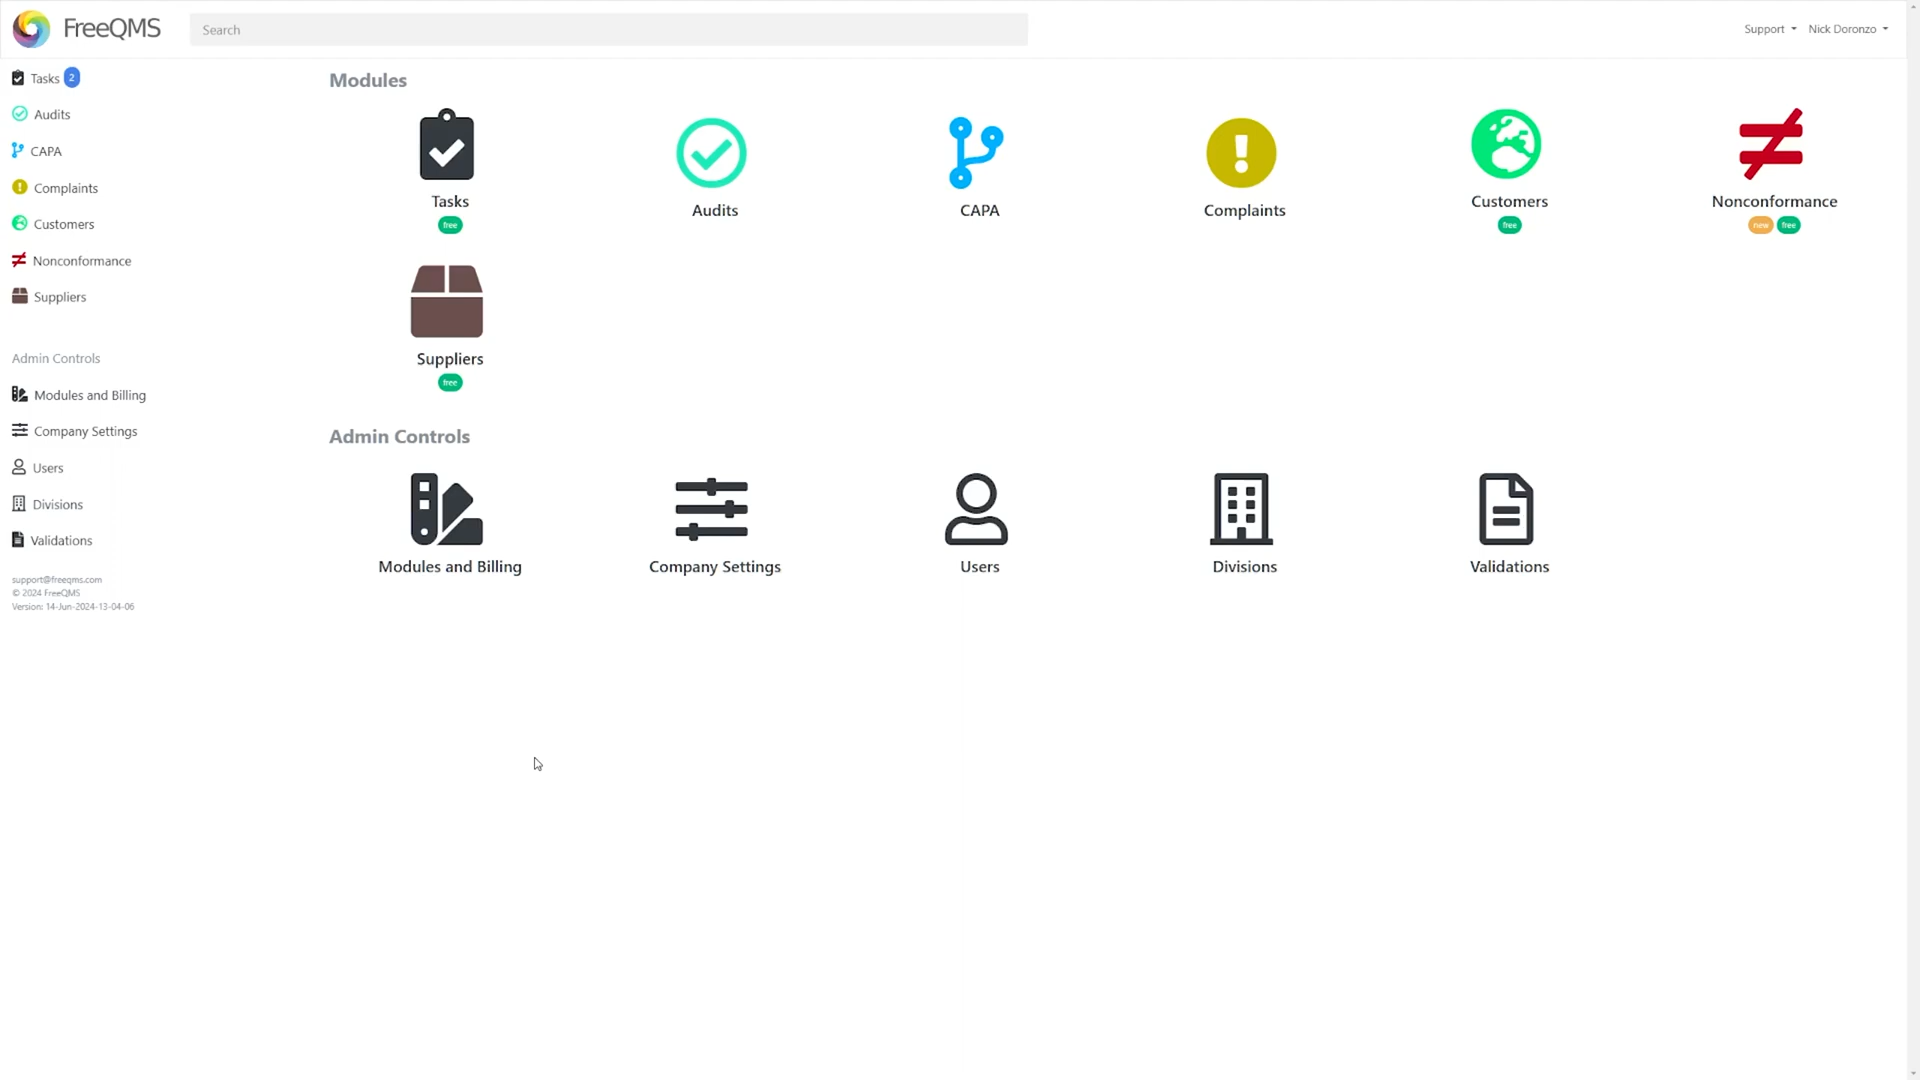 FreeQMS
Search
Support
Nick Doronzo
Tasks 2
Audits
CAPA
Complaints
Customers
Nonconformance
Suppliers
Admin Controls
Modules and Billing
Company Settings
Users
Divisions
Validations
support@freeqms.com
© 2024 FreeQMS
Version: 14-Jun-2024-13-04-06
Modules
Tasks
free
Audits
CAPA
Complaints
Customers
free
Nonconformance
new free
Suppliers
free
Admin Controls
Modules and Billing
Company Settings
Users
Divisions
Validations